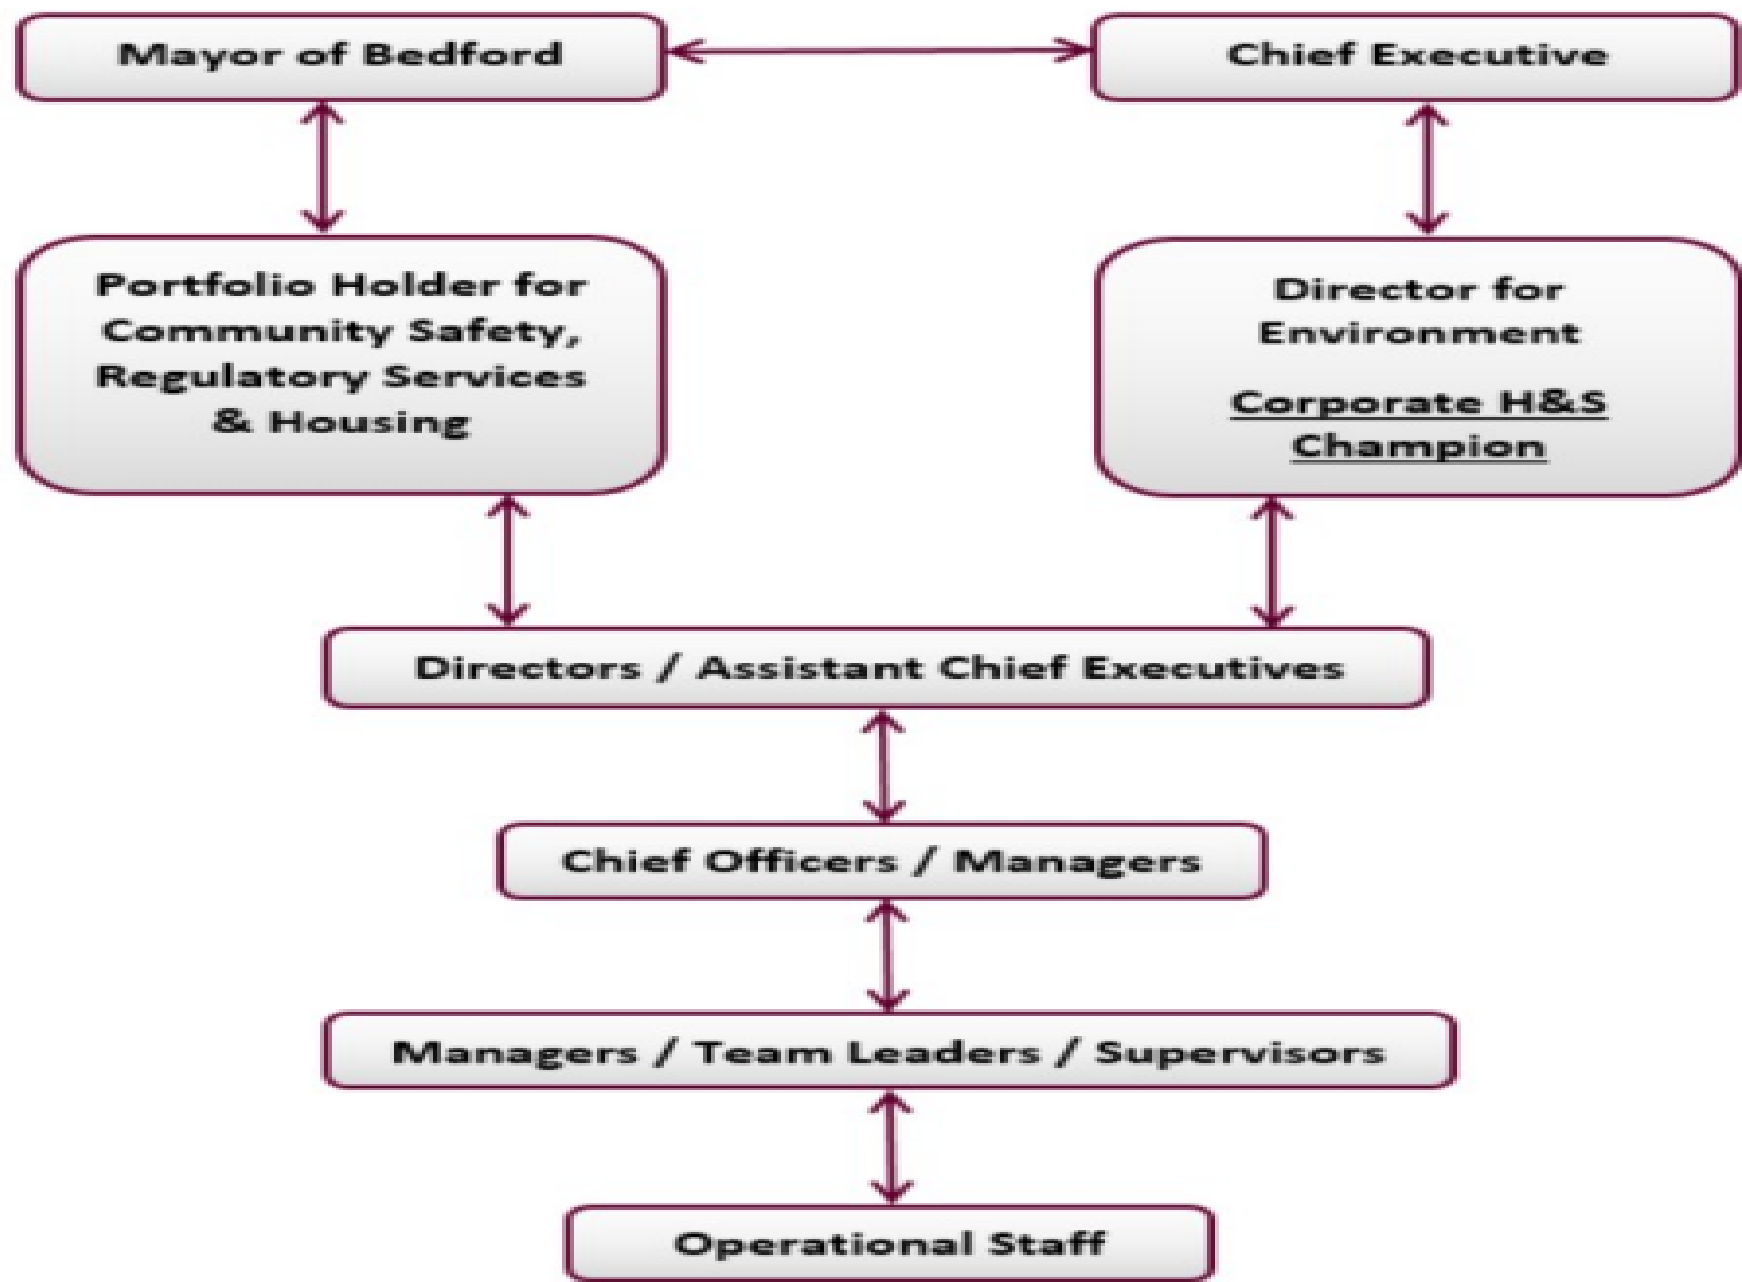 Mayor of Bedford
Chief Executive
Portfolio Holder for
Community Safety,
Regulatory Services
& Housing
Director for
Environment
Corporate H&S
Champion
Directors / Assistant Chief Executives
Chief Officers / Managers
Managers / Team Leaders / Supervisors
Operational Staff